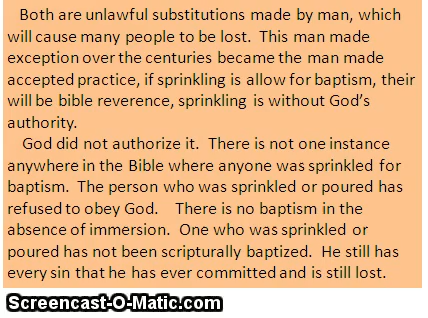 Both are unlawful substitutions made by man, which
will cause many people to be lost.  This man made
exception over the centuries became the man made
accepted practice, if sprinkling is allow for baptism, their
will be bible reverence, sprinkling is without God's
authority.
God did not authorize it.  There is not one instance
anywhere in the Bible where anyone was sprinkled for
baptism.  The person who was sprinkled or poured has
refused to obey God.    There is no baptism in the
absence of immersion.  One who was sprinkled or
poured has not been scripturally baptized.  He still has
every sin that he has ever committed and is still lost.
Screencast-O-Matic.com